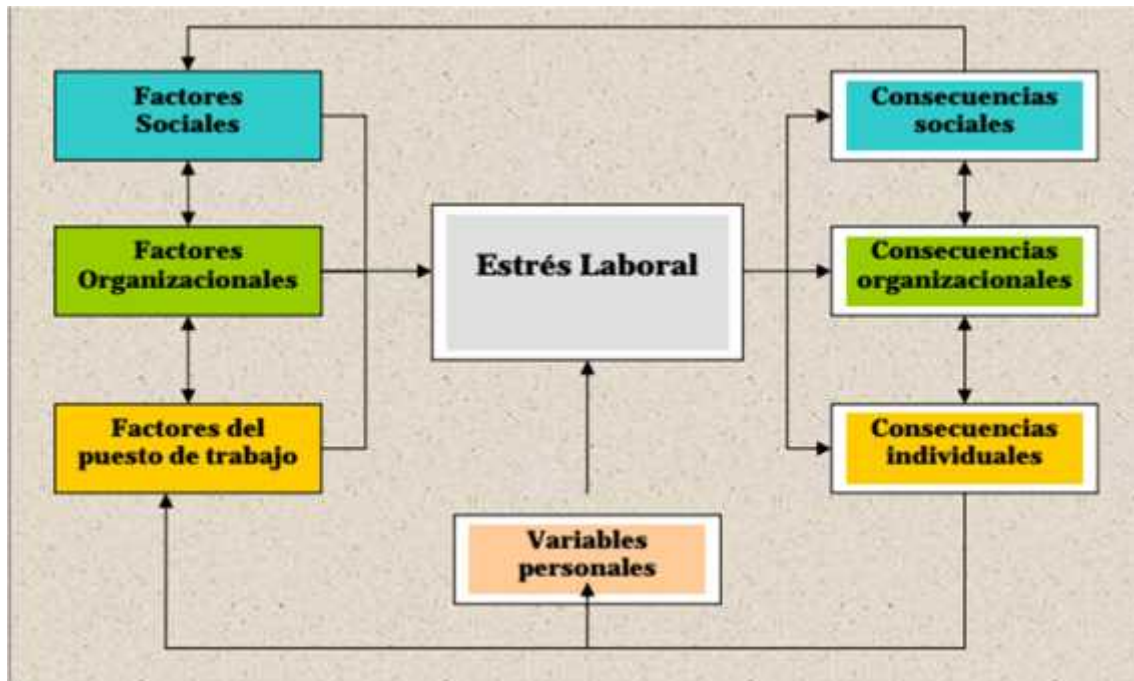 Factores
Sociales
Consecuencias
sociales
Factores
Organizacionales
Estrés Laboral
Consecuencias
organizacionales
Factores del
puesto de trabajo
Consecuencias
individuales
Variables
personales